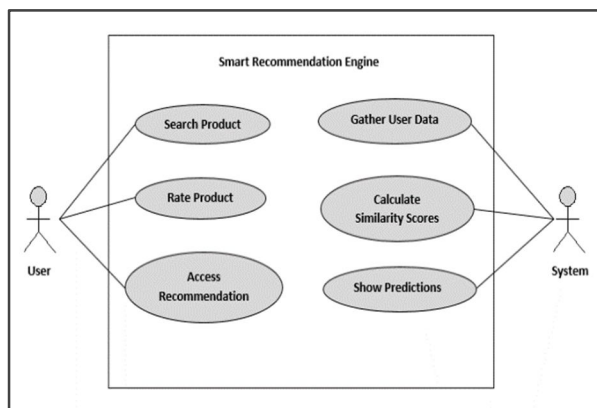 Smart Recommendation Engine
Search Product
Gather User Data
Rate Product
Calculate
Similarity Scores
Access
Recommendation
Show Predictions
User
System